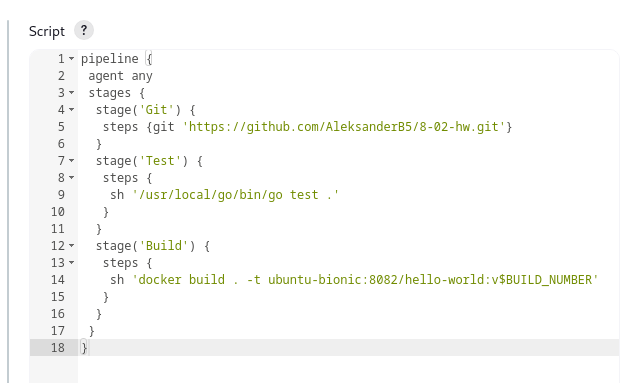 Script ?
1 pipeline {
2  agent any
3  stages {
4   stage('Git') {
5    steps {git 'https://github.com/AleksanderB5/8-02-hw.git'}
6   }
7   stage('Test') {
8    steps {
9     sh '/usr/local/go/bin/go test .'
10    }
11   }
12   stage('Build') {
13    steps {
14     sh 'docker build . -t ubuntu-bionic:8082/hello-world:v$BUILD_NUMBER'
15    }
16   }
17  }
18 }